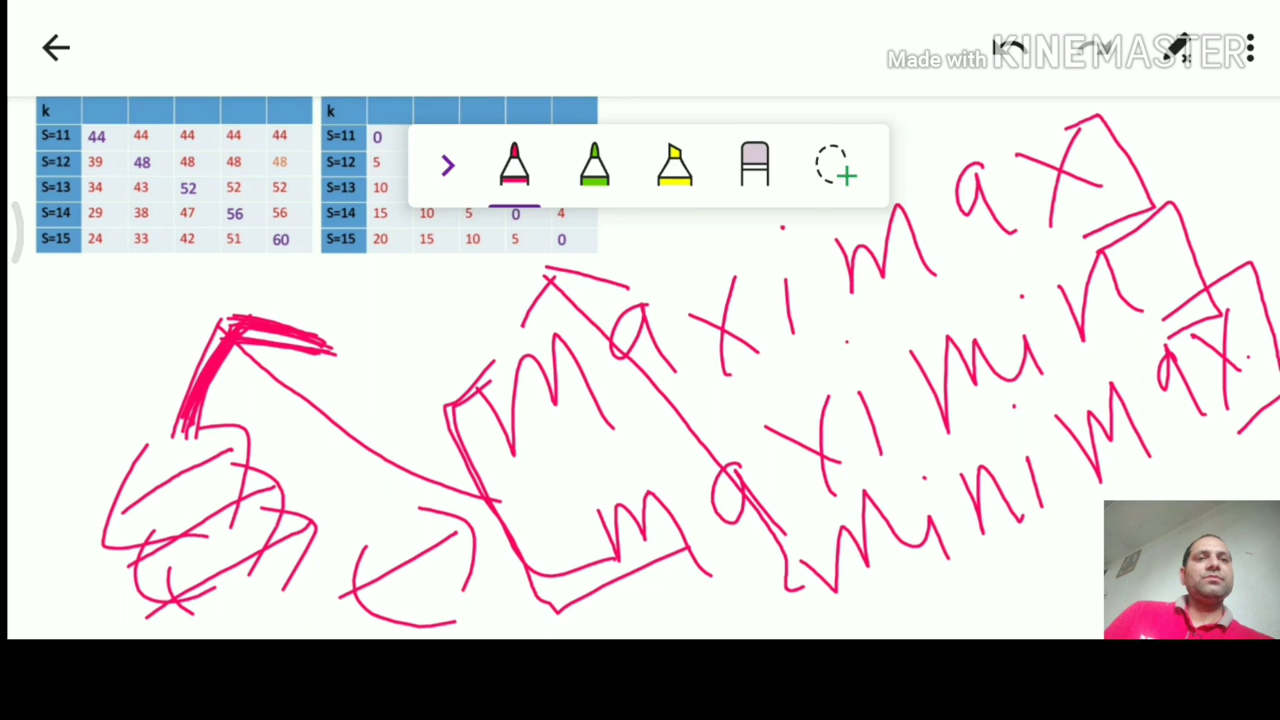 Made with KINEMASTER
k
S=11 44 44 44 44 44
S=12 39 48 48 48 48
S=13 34 43 52 52 52
S=14 29 38 47 56 56
S=15 24 33 42 51 60
k
S=11 0
S=12 5
S=13 10
S=14 15 10 5 0 4
S=15 20 15 10 5 0
Maximax
maximin
minimax